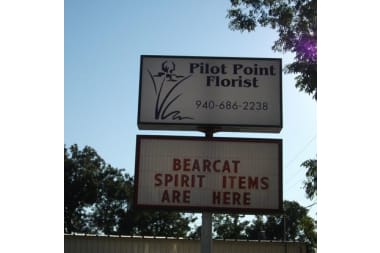 Pilot Point
Florist
940-686-2238
BEARCAT
SPIRIT ITEMS
ARE HERE